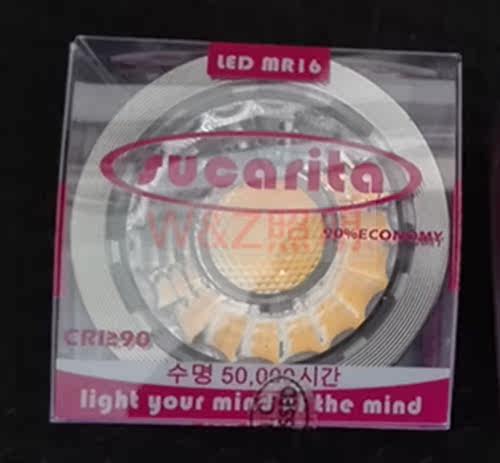 LED MR16
sucarita
W&Z照明
90%ECONOMY
CRI≥90
수명 50,000시간
light your mind the mind